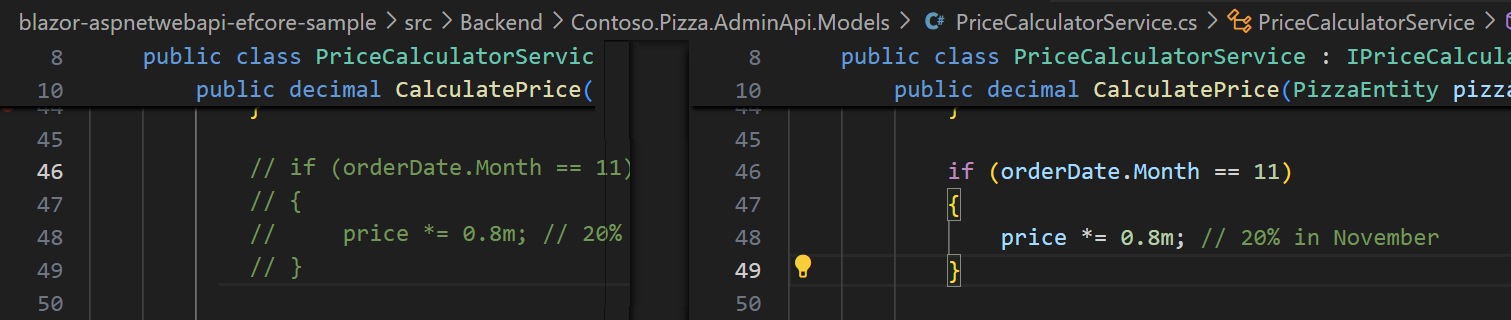 blazor-aspnetwebapi-efcore-sample > src > Backend > Contoso.Pizza.AdminApi.Models > PriceCalculatorService.cs > PriceCalculatorService >
8 public class PriceCalculatorServic
10 public decimal CalculatePrice(
44 }
45
46 // if (orderDate.Month == 11)
47 // {
48 //     price *= 0.8m; // 20%
49 // }
50
8 public class PriceCalculatorService : IPriceCalcula
10 public decimal CalculatePrice(PizzaEntity pizza
44 }
45
46 if (orderDate.Month == 11)
47 {
48 price *= 0.8m; // 20% in November
49 }
50